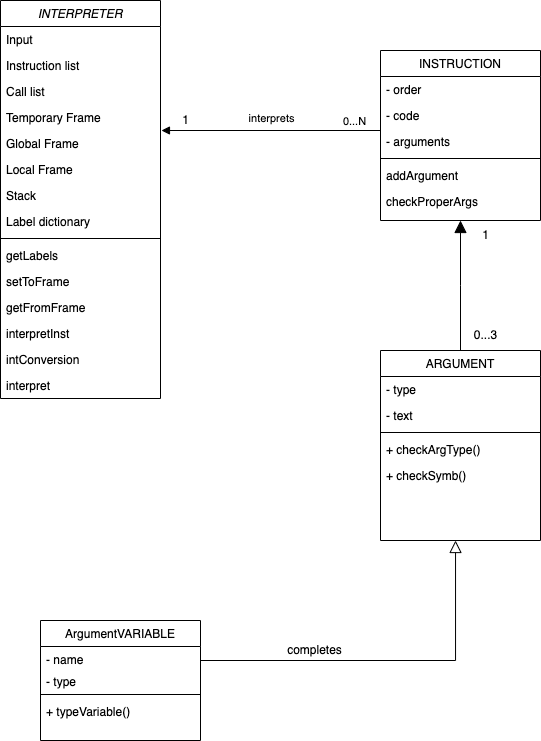 INTERPRETER
Input
Instruction list
Call list
Temporary Frame
Global Frame
Local Frame
Stack
Label dictionary
getLabels
setToFrame
getFromFrame
interpretInst
intConversion
interpret
1
interprets
0...N
INSTRUCTION
- order
- code
- arguments
addArgument
checkProperArgs
1
0...3
ARGUMENT
- type
- text
+ checkArgType()
+ checkSymb()
ArgumentVARIABLE
- name
- type
+ typeVariable()
completes